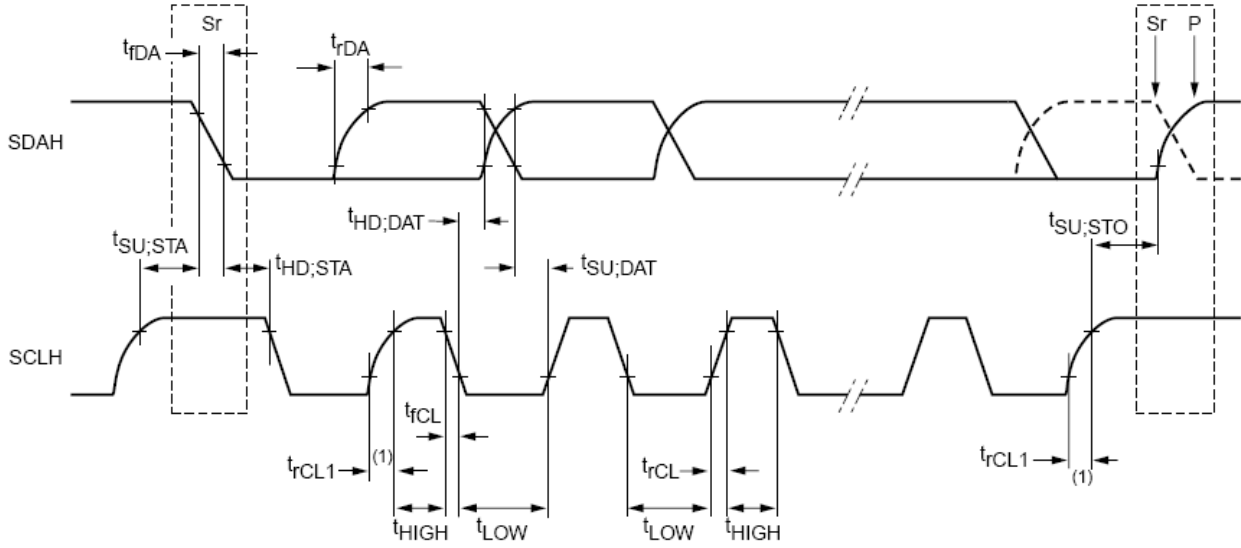 Sr
Sr P
tfDA
trDA
SDAH
tHD;DAT
tSU;STA
tSU;STO
tHD;STA
tSU;DAT
SCLH
tfCL
trCL1
(1)
trCL
trCL1
(1)
tHIGH
tLOW
tLOW
tHIGH